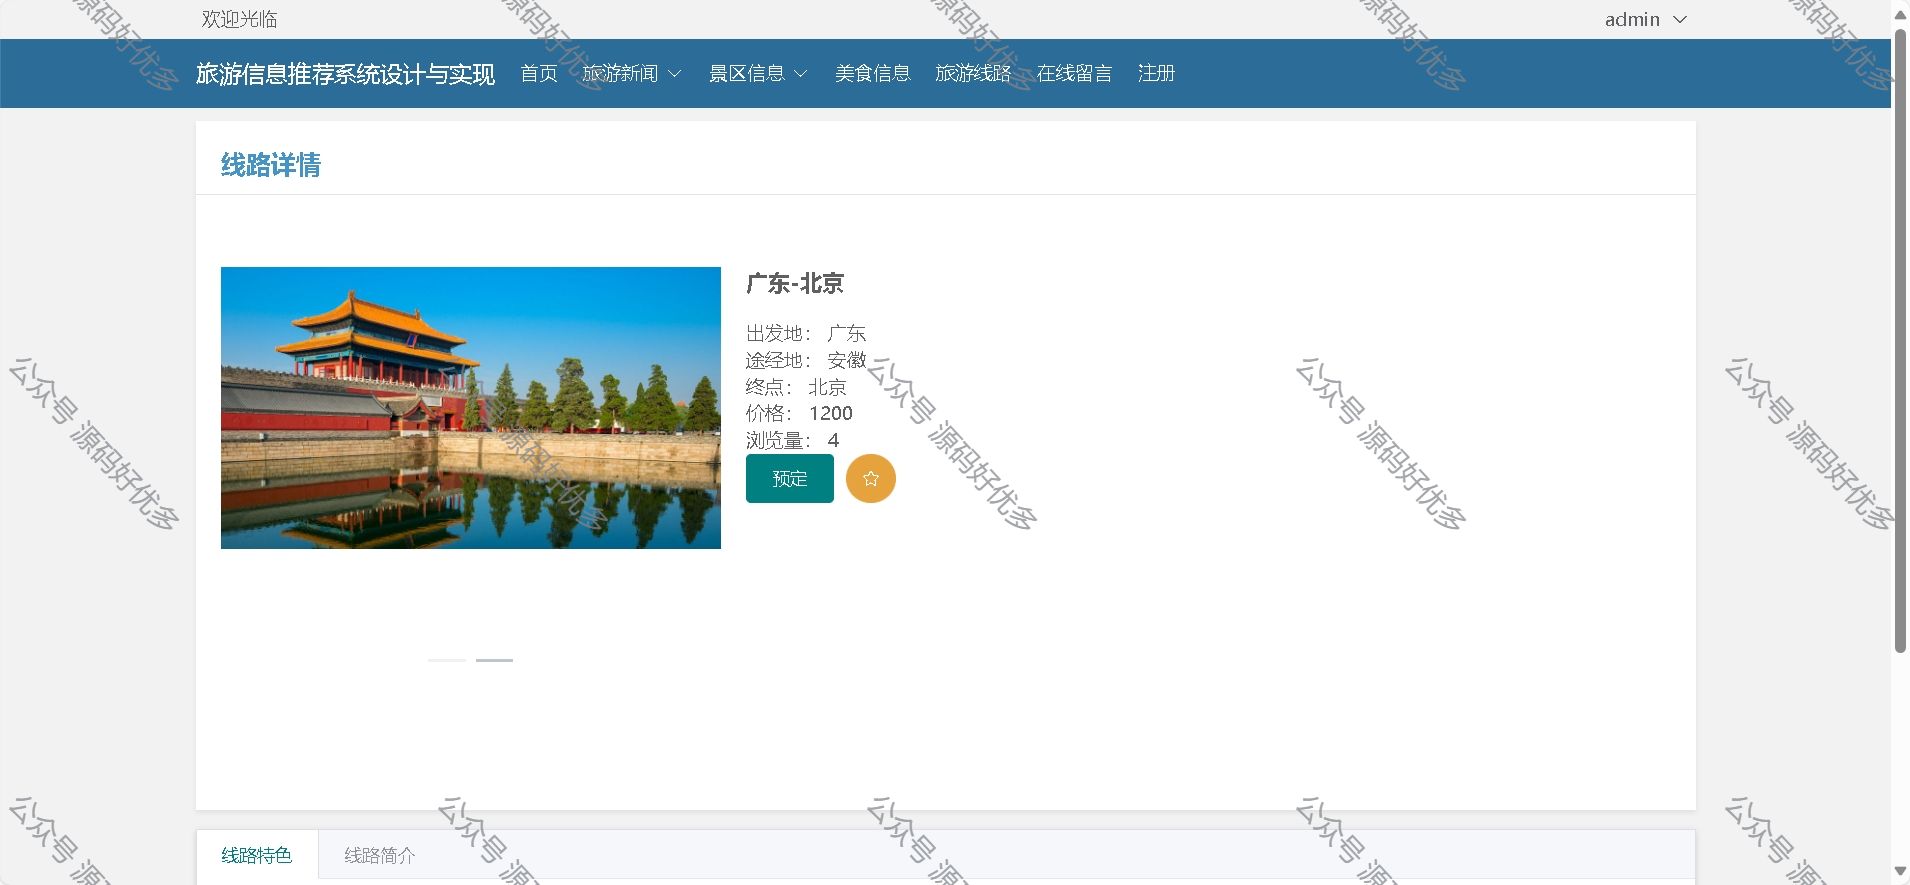 欢迎光临
admin
旅游信息推荐系统设计与实现 首页 旅游新闻 景区信息 美食信息 旅游线路 在线留言 注册
线路详情
广东-北京
出发地： 广东
途经地： 安徽
终点： 北京
价格： 1200
浏览量： 4
预定
线路特色 线路简介
公众号 源码好优多